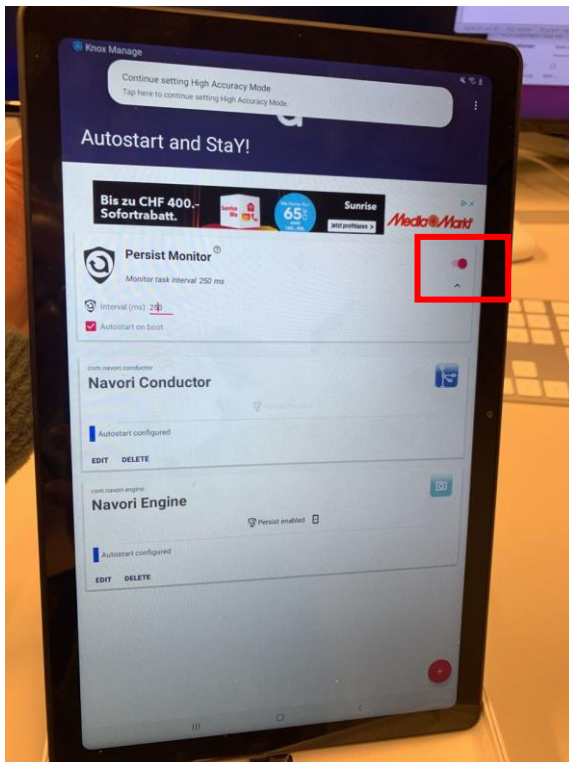 Knox Manage
Continue setting High Accuracy Mode
Tap here to continue setting High Accuracy Mode.
Autostart and StaY!
Bis zu CHF 400.-
Sofortrabatt.
65
Sunrise
jetzt profitieren >
MediaMarkt
Persist Monitor
Monitor task interval 250 ms
Interval (ms) 250
Autostart on boot
com.navori.conductor
Navori Conductor
Autostart configured
EDIT DELETE
com.navori.engine
Navori Engine
Persist enabled
Autostart configured
EDIT DELETE